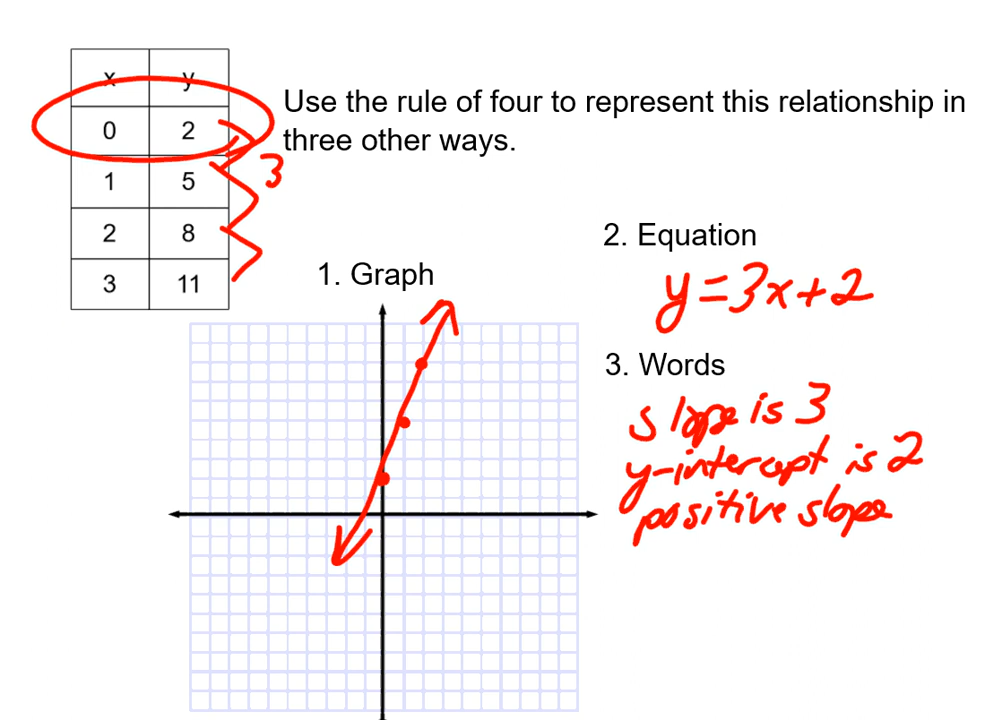 x y
0 2
1 5
2 8
3 11
3
Use the rule of four to represent this relationship in
three other ways.
1. Graph
2. Equation
y=3x+2
3. Words
slope is 3
y-intercept is 2
positive slope